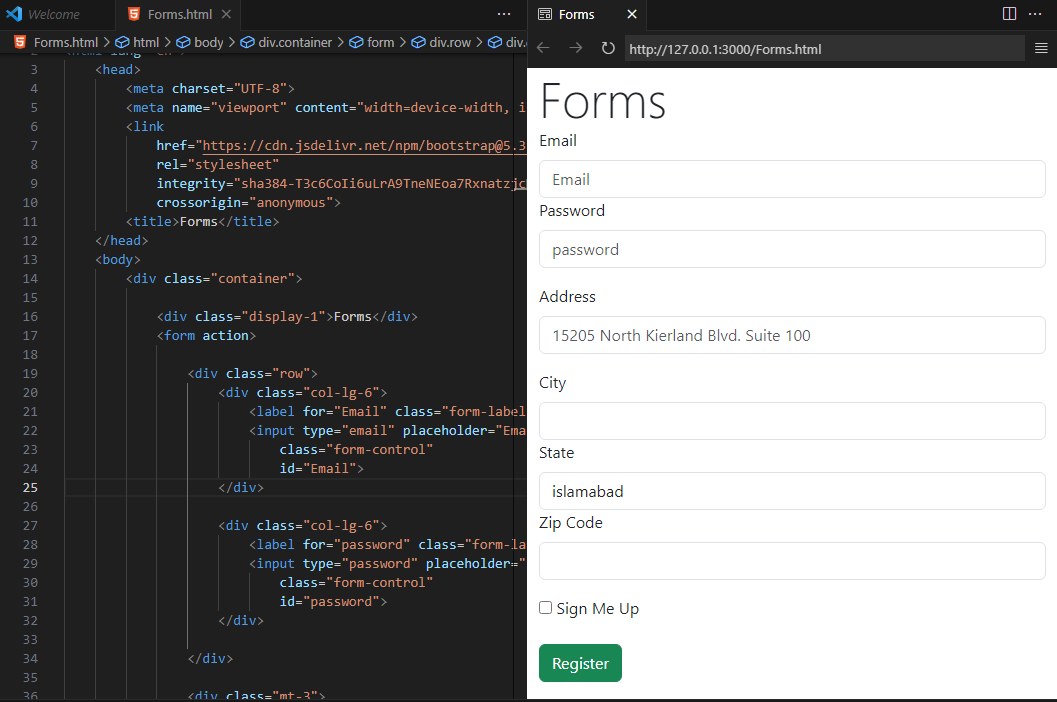 Welcome
Forms.html
Forms.html > html > body > div.container > form > div.row > div.
3 <head>
4 <meta charset="UTF-8">
5 <meta name="viewport" content="width=device-width, i
6 <link
7 href="https://cdn.jsdelivr.net/npm/bootstrap@5.3
8 rel="stylesheet"
9 integrity="sha384-T3c6CoIi6uLrA9TneNEoa7Rxnatzjc
10 crossorigin="anonymous">
11 <title>Forms</title>
12 </head>
13 <body>
14 <div class="container">
15
16 <div class="display-1">Forms</div>
17 <form action>
18
19 <div class="row">
20 <div class="col-lg-6">
21 <label for="Email" class="form-label
22 <input type="email" placeholder="Ema
23 class="form-control"
24 id="Email">
25 </div>
26
27 <div class="col-lg-6">
28 <label for="password" class="form-la
29 <input type="password" placeholder="
30 class="form-control"
31 id="password">
32 </div>
33
34 </div>
35
36 <div class="mt-3">
Forms
http://127.0.0.1:3000/Forms.html
Forms
Email
Email
Password
password
Address
15205 North Kierland Blvd. Suite 100
City
State
islamabad
Zip Code
Sign Me Up
Register